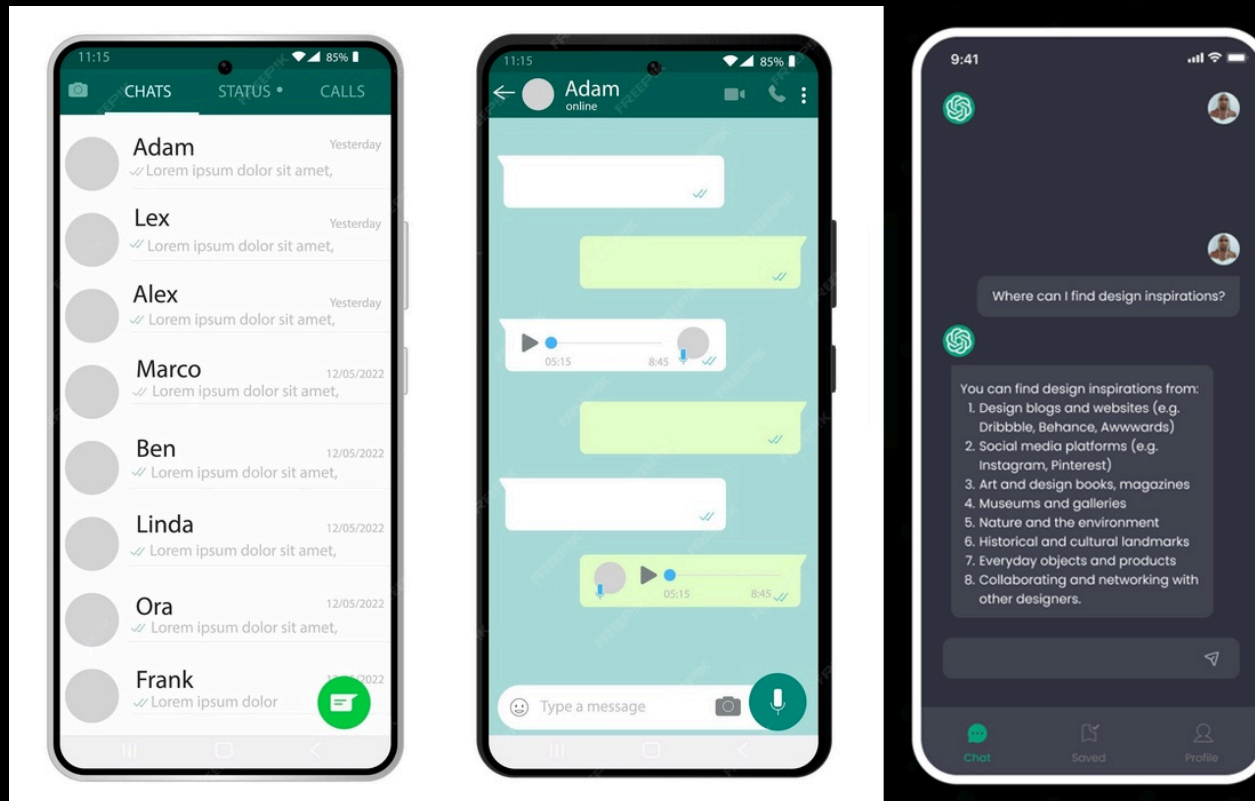 11:15
85%
CHATS
STATUS
CALLS
Adam
Yesterday
Lorem ipsum dolor sit amet,
Lex
Yesterday
Lorem ipsum dolor sit amet,
Alex
Yesterday
Lorem ipsum dolor sit amet,
Marco
12/05/2022
Lorem ipsum dolor sit amet,
Ben
12/05/2022
Lorem ipsum dolor sit amet,
Linda
12/05/2022
Lorem ipsum dolor sit amet,
Ora
12/05/2022
Lorem ipsum dolor sit amet,
Frank
Lorem ipsum dolor
11:15
85%
Adam
online
05:15
8:45
05:15
8:45
Type a message
9:41
Where can I find design inspirations?
You can find design inspirations from:
1. Design blogs and websites (e.g.
Dribbble, Behance, Awwwards)
2. Social media platforms (e.g.
Instagram, Pinterest)
3. Art and design books, magazines
4. Museums and galleries
5. Nature and the environment
6. Historical and cultural landmarks
7. Everyday objects and products
8. Collaborating and networking with
other designers.
Chat
Saved
Profile
FREEPIK